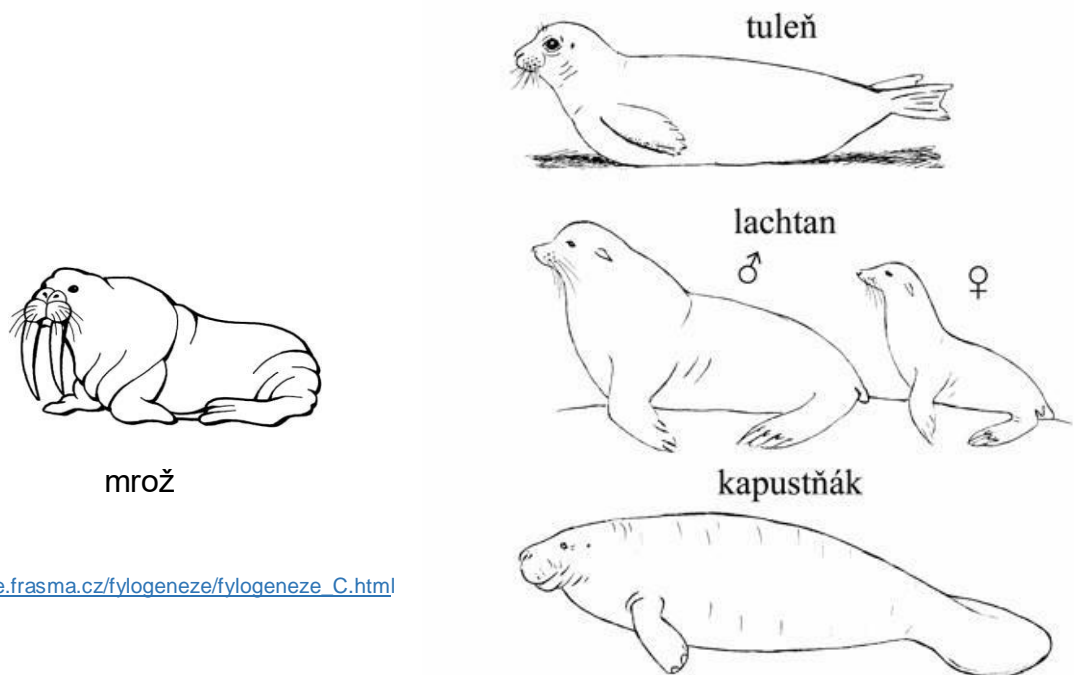 tuleň
lachtan
♂ ♀
mrož
kapustňák
e.frasma.cz/fylogeneze/fylogeneze_C.html